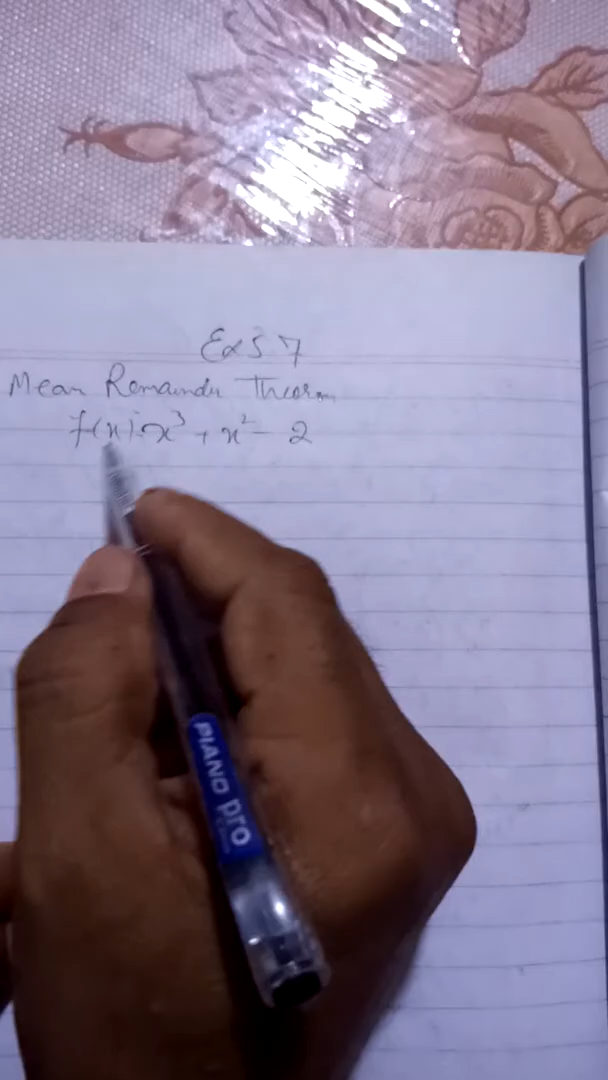 Ex 5 7
Mean Remainder Theorem
f(x) = x³ + x² - 2
PIANO pro